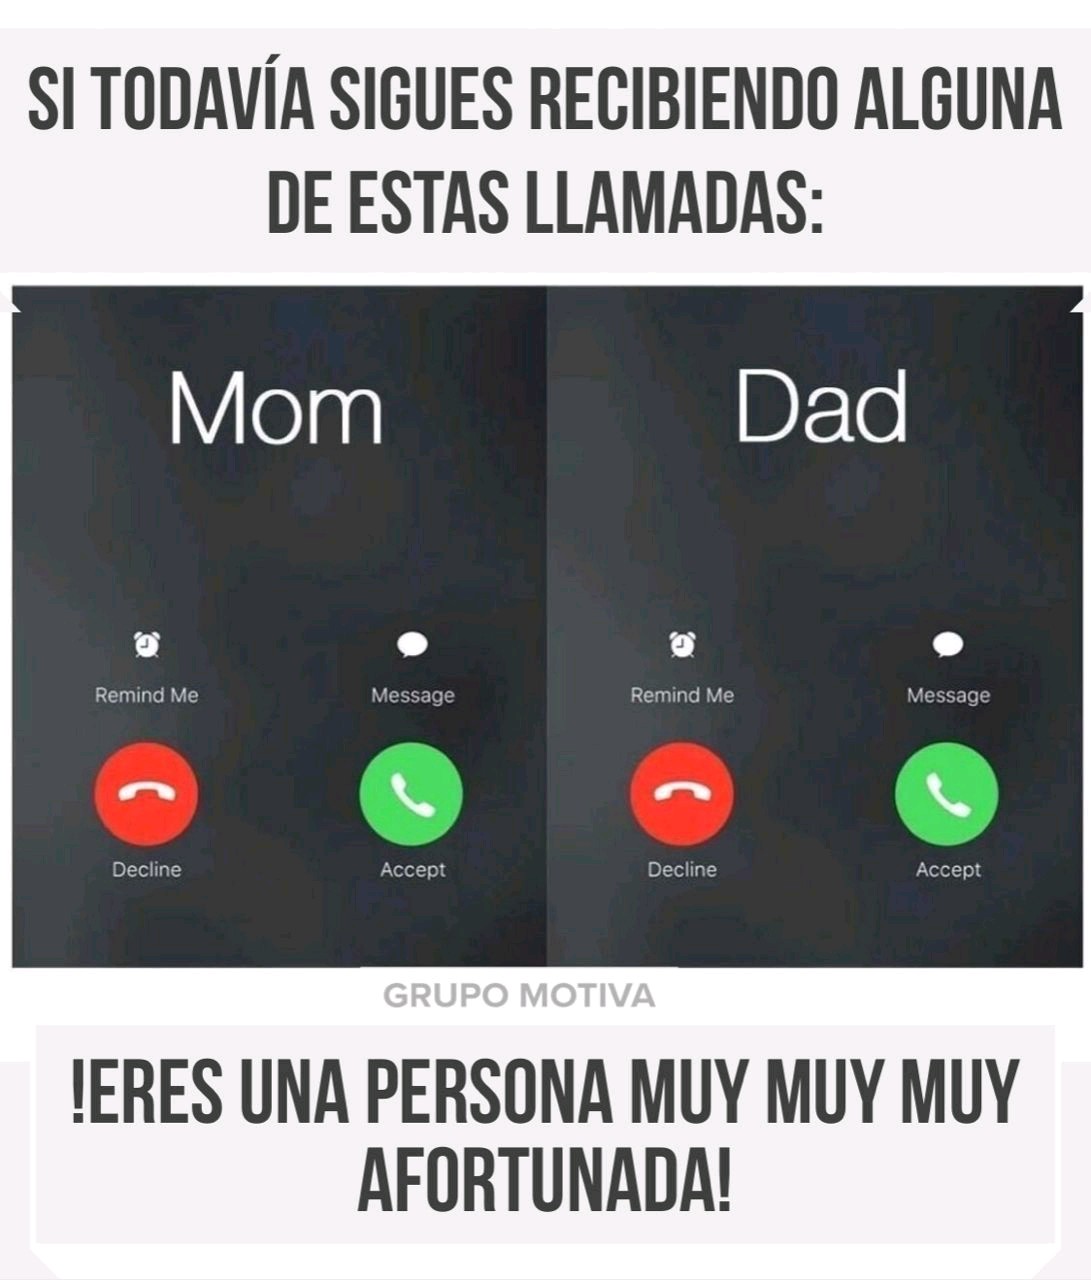 SI TODAVÍA SIGUES RECIBIENDO ALGUNA
DE ESTAS LLAMADAS:
Mom
Dad
Remind Me
Message
Remind Me
Message
Decline
Accept
Decline
Accept
GRUPO MOTIVA
!ERES UNA PERSONA MUY MUY MUY
AFORTUNADA!